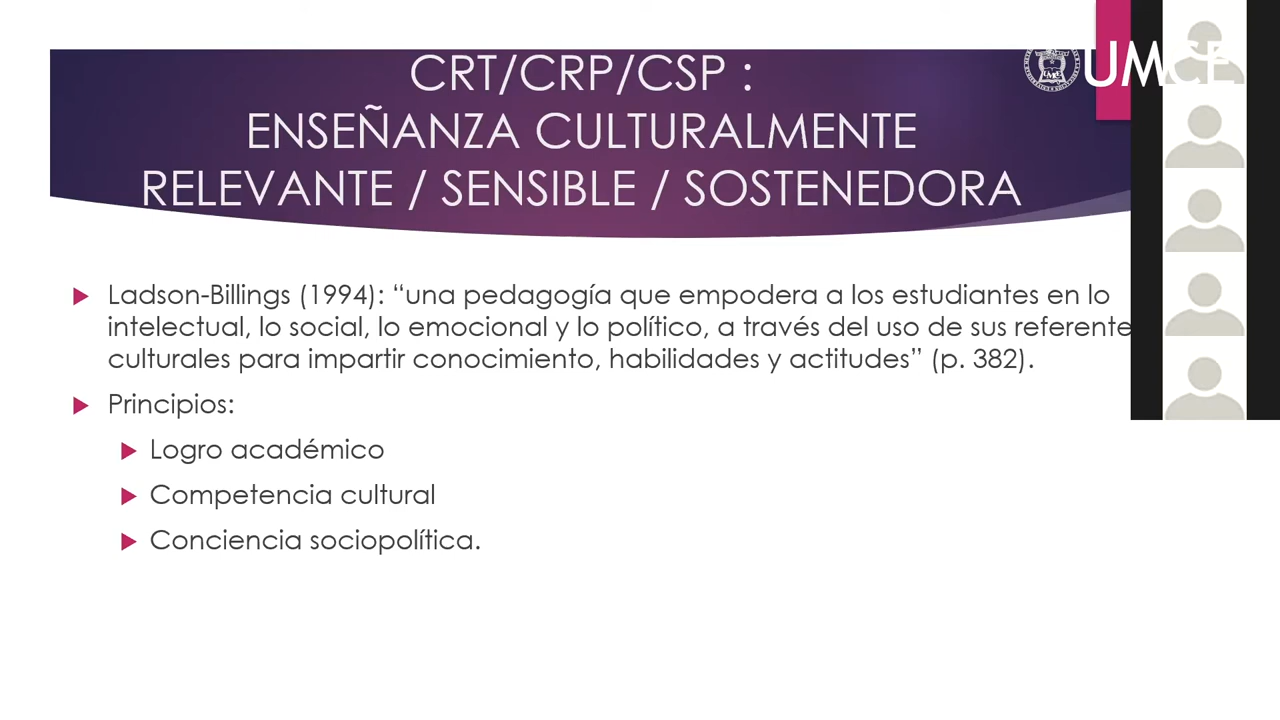 CRT/CRP/CSP :
ENSEÑANZA CULTURALMENTE
RELEVANTE / SENSIBLE / SOSTENEDORA
UMCE
Ladson-Billings (1994): “una pedagogía que empodera a los estudiantes en lo
intelectual, lo social, lo emocional y lo político, a través del uso de sus referente
culturales para impartir conocimiento, habilidades y actitudes” (p. 382).
Principios:
Logro académico
Competencia cultural
Conciencia sociopolítica.